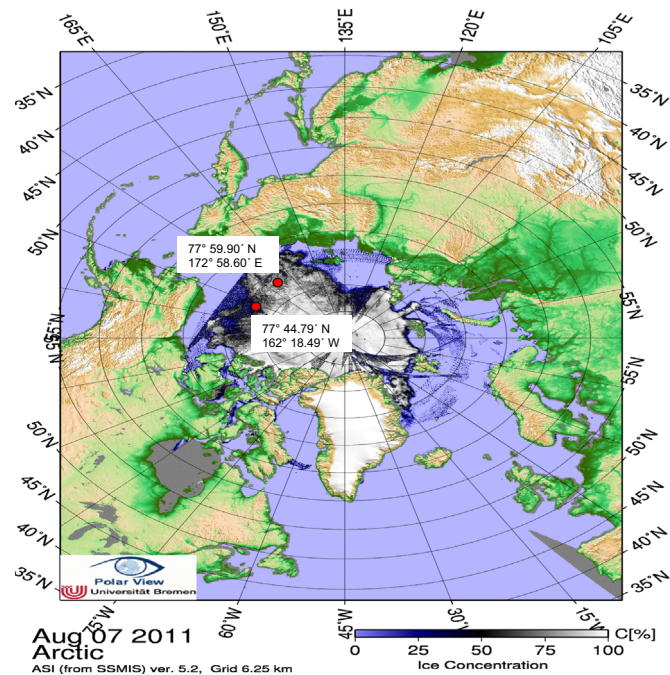 165°E
150°E
135°E
120°E
105°E
35°N
40°N
45°N
50°N
55°N
50°N
45°N
40°N
35°N
35°N
40°N
45°N
50°N
55°N
55°N
50°N
45°N
40°N
35°N
77° 59.90´ N
172° 58.60´ E
77° 44.79´ N
162° 18.49´ W
Polar View
Universität Bremen
75°W
60°W
45°W
30°W
15°W
Aug 07 2011
Arctic
ASI (from SSMIS) ver. 5.2, Grid 6.25 km
0 25 50 75 100
C[%]
Ice Concentration